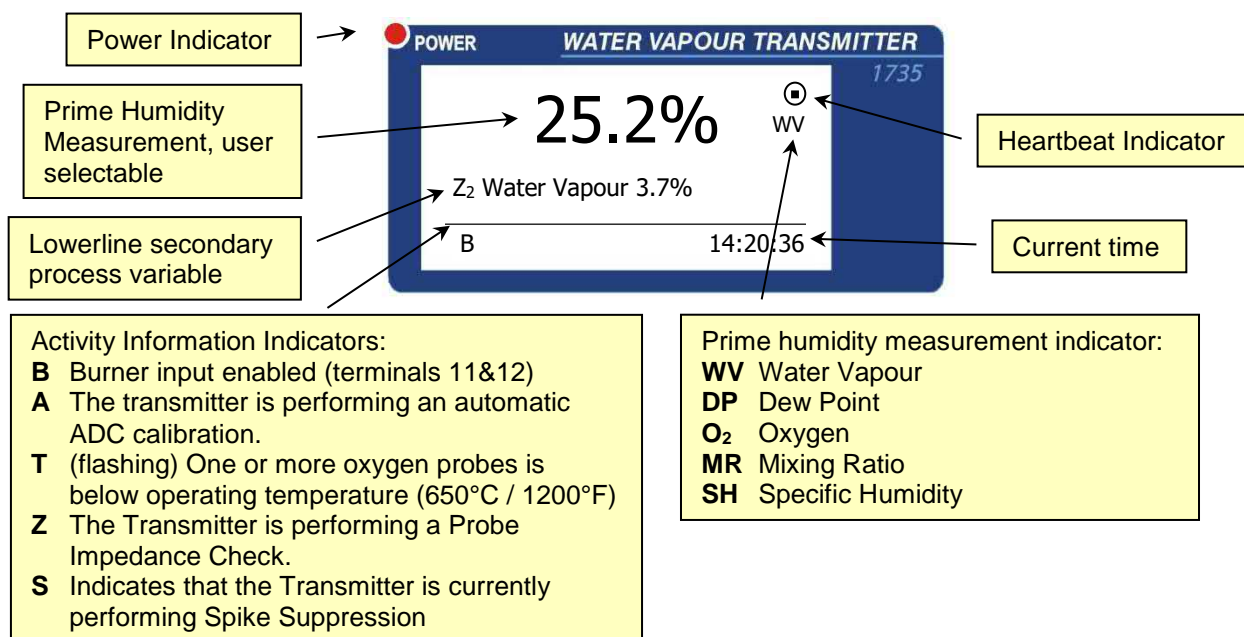 Power Indicator
POWER
WATER VAPOUR TRANSMITTER
1735
Prime Humidity
Measurement, user
selectable
25.2%
WV
Heartbeat Indicator
Z₂ Water Vapour 3.7%
Lowerline secondary
process variable
B
14:20:36
Current time
Activity Information Indicators:
B Burner input enabled (terminals 11&12)
A The transmitter is performing an automatic
ADC calibration.
T (flashing) One or more oxygen probes is
below operating temperature (650°C / 1200°F)
Z The Transmitter is performing a Probe
Impedance Check.
S Indicates that the Transmitter is currently
performing Spike Suppression
Prime humidity measurement indicator:
WV Water Vapour
DP Dew Point
O₂ Oxygen
MR Mixing Ratio
SH Specific Humidity